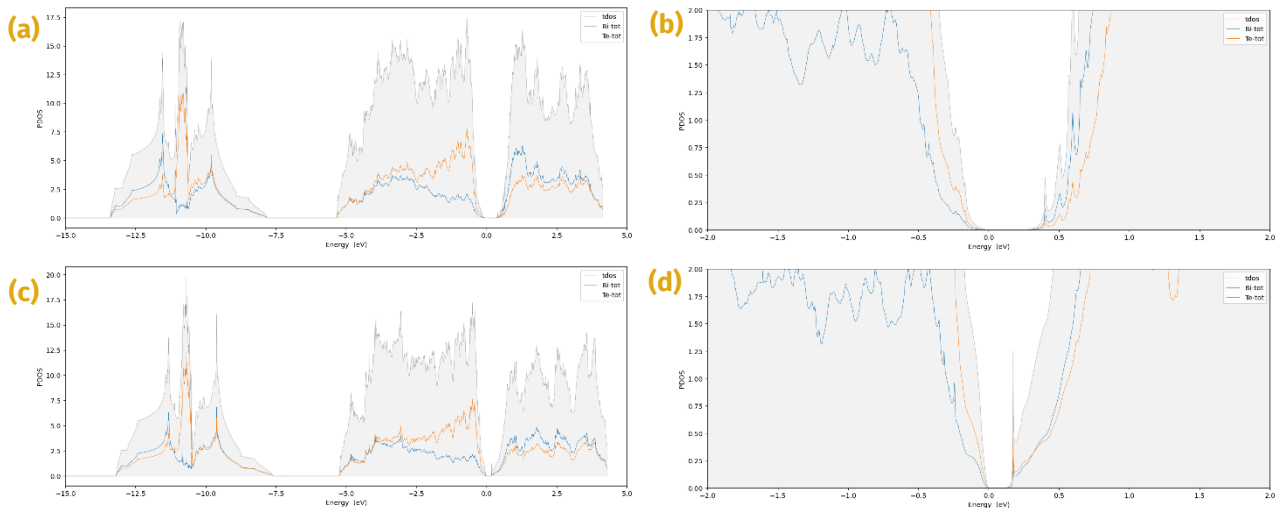 (a)
17.5
15.0
12.5
10.0
7.5
5.0
2.5
0.0
PDOS
−15.0 −12.5 −10.0 −7.5 −5.0 −2.5 0.0 2.5 5.0
Energy (eV)
tdos
Bi-tot
Te-tot
(b)
2.00
1.75
1.50
1.25
1.00
0.75
0.50
0.25
0.00
PDOS
−2.0 −1.5 −1.0 −0.5 0.0 0.5 1.0 1.5 2.0
Energy (eV)
tdos
Bi-tot
Te-tot
(c)
20.0
17.5
15.0
12.5
10.0
7.5
5.0
2.5
0.0
PDOS
−15.0 −12.5 −10.0 −7.5 −5.0 −2.5 0.0 2.5 5.0
Energy (eV)
tdos
Bi-tot
Te-tot
(d)
2.00
1.75
1.50
1.25
1.00
0.75
0.50
0.25
0.00
PDOS
−2.0 −1.5 −1.0 −0.5 0.0 0.5 1.0 1.5 2.0
Energy (eV)
tdos
Bi-tot
Te-tot